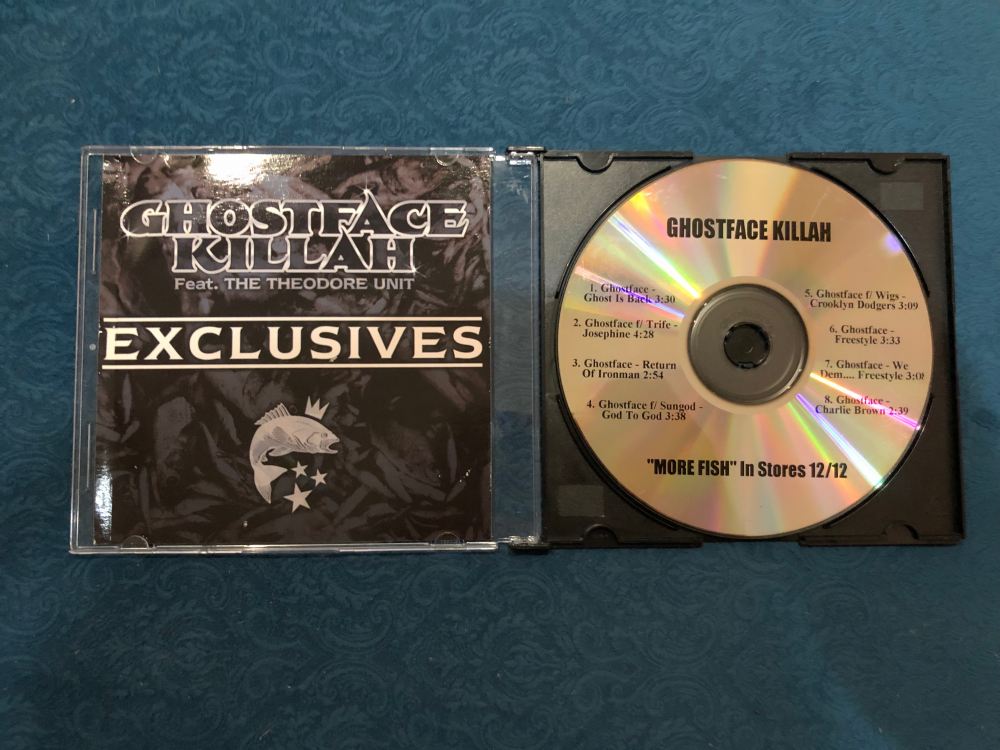 GHOSTFACE
KILLAH
Feat. THE THEODORE UNIT
EXCLUSIVES
GHOSTFACE KILLAH
1. Ghostface -
Ghost Is Back 3:30
2. Ghostface f/ Trife -
Josephine 4:28
3. Ghostface - Return
Of Ironman 2:54
4. Ghostface f/ Sungod -
God To God 3:38
5. Ghostface f/ Wigs -
Crooklyn Dodgers 3:09
6. Ghostface -
Freestyle 3:33
7. Ghostface - We
Dem.... Freestyle
8. Ghostface -
Charlie Brown 2:39
"MORE FISH" In Stores 12/12